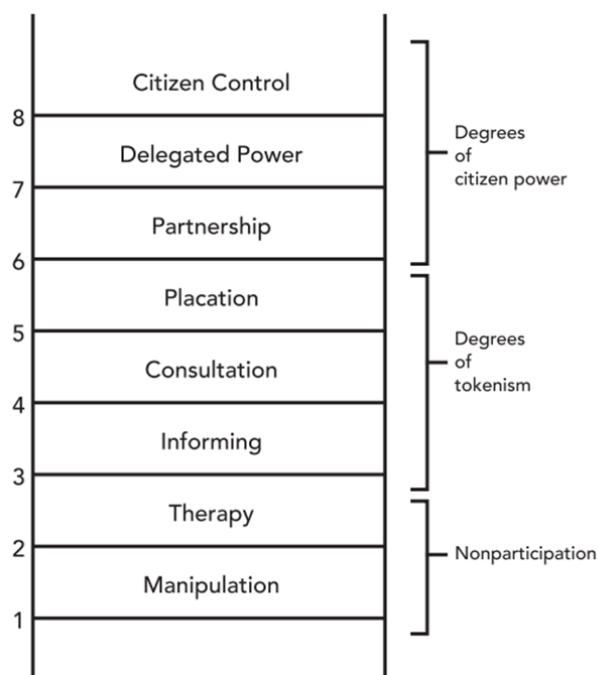 Citizen Control
8
Delegated Power
7
Partnership
6
Degrees
of
citizen power
Placation
5
Consultation
4
Informing
3
Degrees
of
tokenism
Therapy
2
Manipulation
1
Nonparticipation